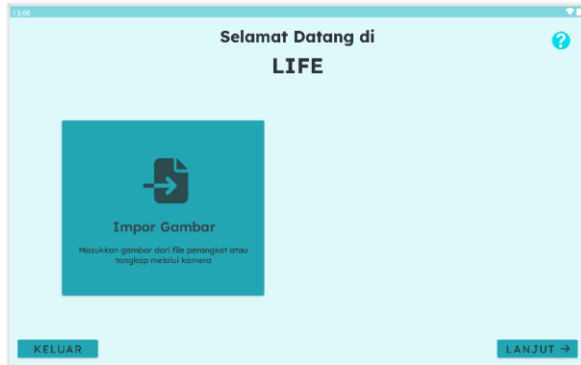 13:00
Selamat Datang di
LIFE
?
Impor Gambar
Masukkan gambar dari file perangkat atau
tangkap melalui kamera
KELUAR
LANJUT →